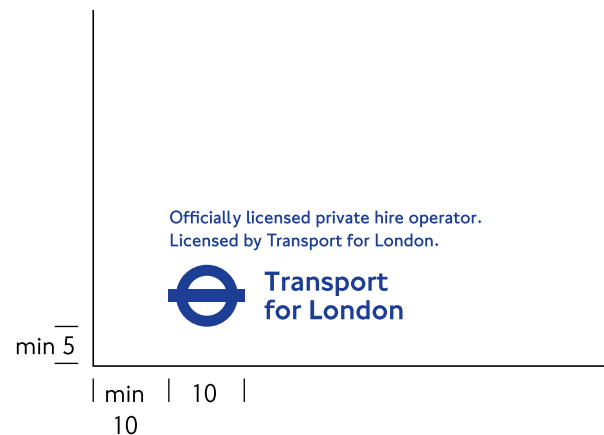 Officially licensed private hire operator.
Licensed by Transport for London.
Transport
for London
min 5
min 10
10